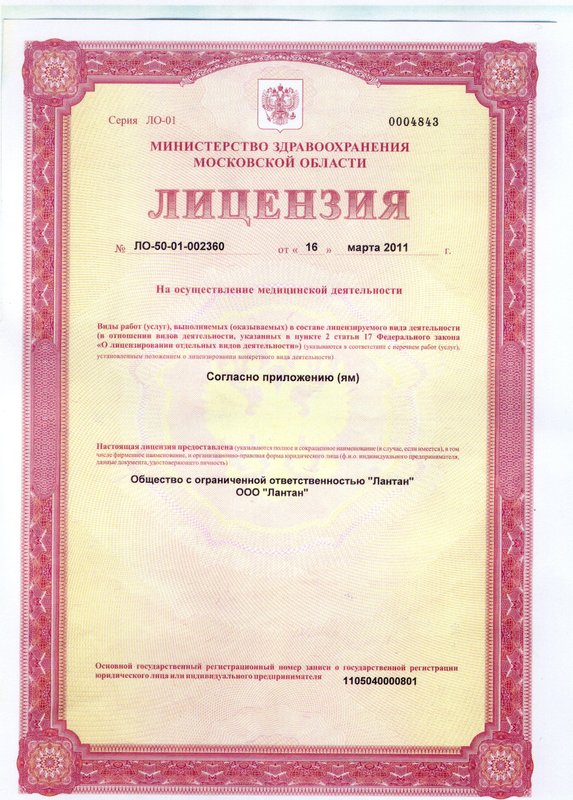 Серия ЛО-01 0004843
МИНИСТЕРСТВО ЗДРАВООХРАНЕНИЯ
МОСКОВСКОЙ ОБЛАСТИ
ЛИЦЕНЗИЯ
№ ЛО-50-01-002360 от « 16 » марта 2011 г.
На осуществление медицинской деятельности
Виды работ (услуг), выполняемых (оказываемых) в составе лицензируемого вида деятельности
(в отношении видов деятельности, указанных в пункте 2 статьи 17 Федерального закона
«О лицензировании отдельных видов деятельности») (указываются в соответствии с перечнем работ (услуг),
установленным положением о лицензировании конкретного вида деятельности)
Согласно приложению (ям)
Настоящая лицензия предоставлена (указываются полное и сокращенное наименование (в случае, если имеется), в том
числе фирменное наименование, и организационно-правовая форма юридического лица (ф.и.о. индивидуального предпринимателя,
данные документа, удостоверяющего личность)
Общество с ограниченной ответственностью "Лантан"
ООО "Лантан"
Основной государственный регистрационный номер записи о государственной регистрации
юридического лица или индивидуального предпринимателя 1105040000801